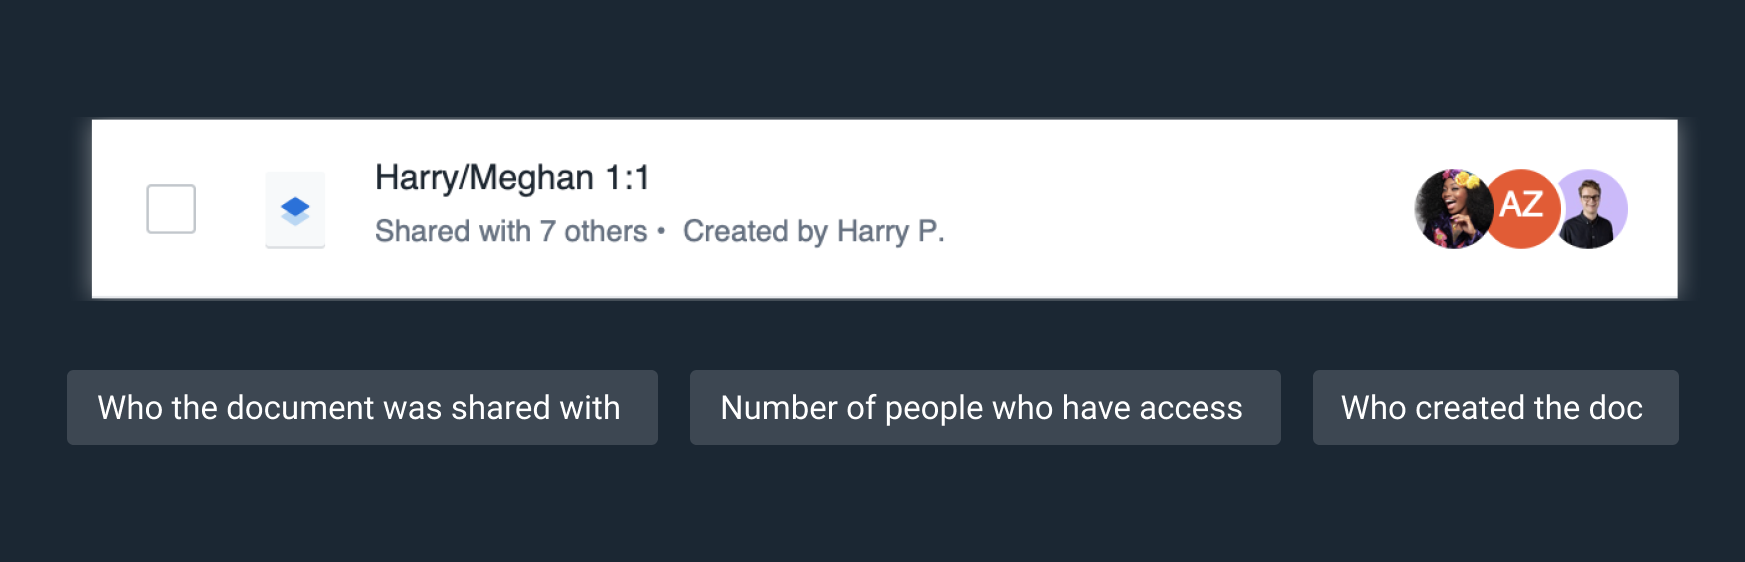 Harry/Meghan 1:1
Shared with 7 others • Created by Harry P.
AZ
Who the document was shared with
Number of people who have access
Who created the doc